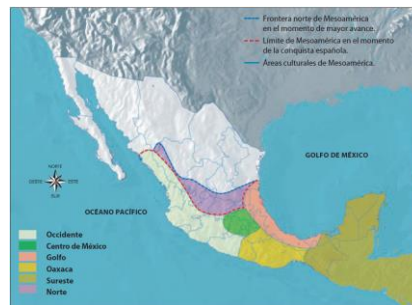 Frontera norte de Mesoamérica
en el momento de mayor avance.
Límite de Mesoamérica en el momento
de la conquista española.
Áreas culturales de Mesoamérica.
GOLFO DE MÉXICO
NORTE
OESTE
ESTE
SUR
OCÉANO PACÍFICO
Occidente
Centro de México
Golfo
Oaxaca
Sureste
Norte